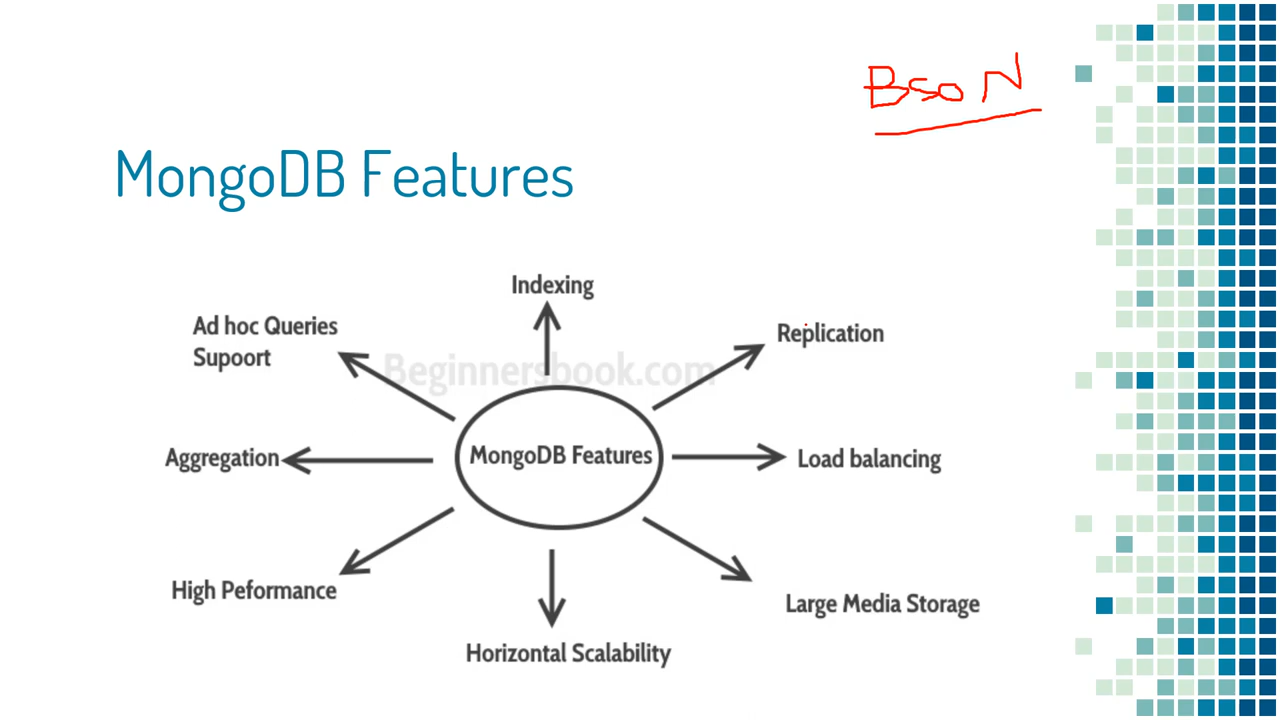 BsoN
MongoDB Features
Indexing
Ad hoc Queries
Supoort
Replication
Beginnersbook.com
MongoDB Features
Aggregation
Load balancing
High Peformance
Large Media Storage
Horizontal Scalability